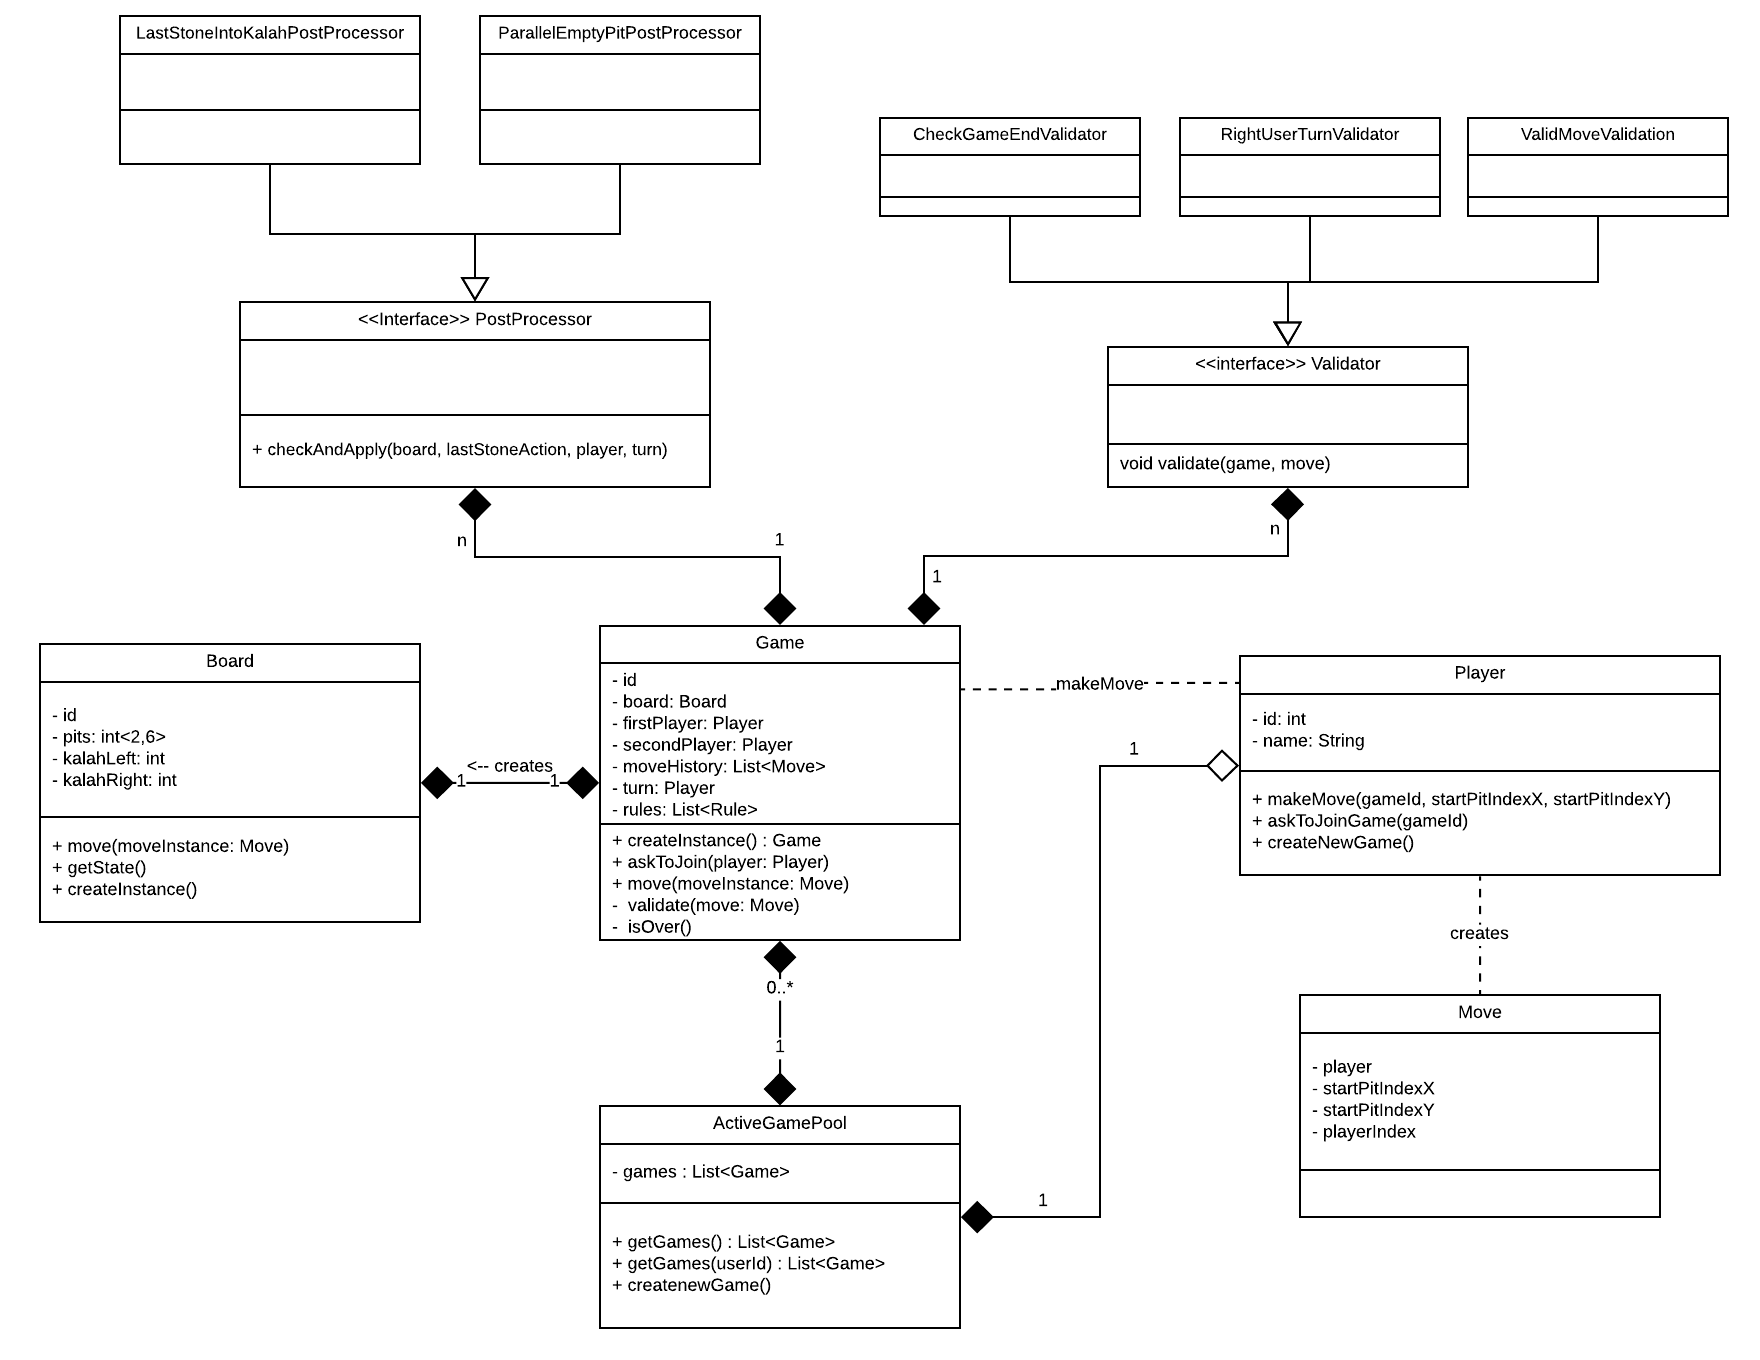 LastStoneIntoKalahPostProcessor
ParallelEmptyPitPostProcessor
CheckGameEndValidator
RightUserTurnValidator
ValidMoveValidation
<<Interface>> PostProcessor
+ checkAndApply(board, lastStoneAction, player, turn)
<<interface>> Validator
void validate(game, move)
n
1
n
1
Board
- id
- pits: int<2,6>
- kalahLeft: int
- kalahRight: int
+ move(moveInstance: Move)
+ getState()
+ createInstance()
<-- creates
1
1
Game
- id
- board: Board
- firstPlayer: Player
- secondPlayer: Player
- moveHistory: List<Move>
- turn: Player
- rules: List<Rule>
+ createInstance() : Game
+ askToJoin(player: Player)
+ move(moveInstance: Move)
-  validate(move: Move)
-  isOver()
makeMove
Player
- id: int
- name: String
+ makeMove(gameId, startPitIndexX, startPitIndexY)
+ askToJoinGame(gameId)
+ createNewGame()
1
creates
0..*
1
Move
- player
- startPitIndexX
- startPitIndexY
- playerIndex
ActiveGamePool
- games : List<Game>
+ getGames() : List<Game>
+ getGames(userId) : List<Game>
+ createnewGame()
1